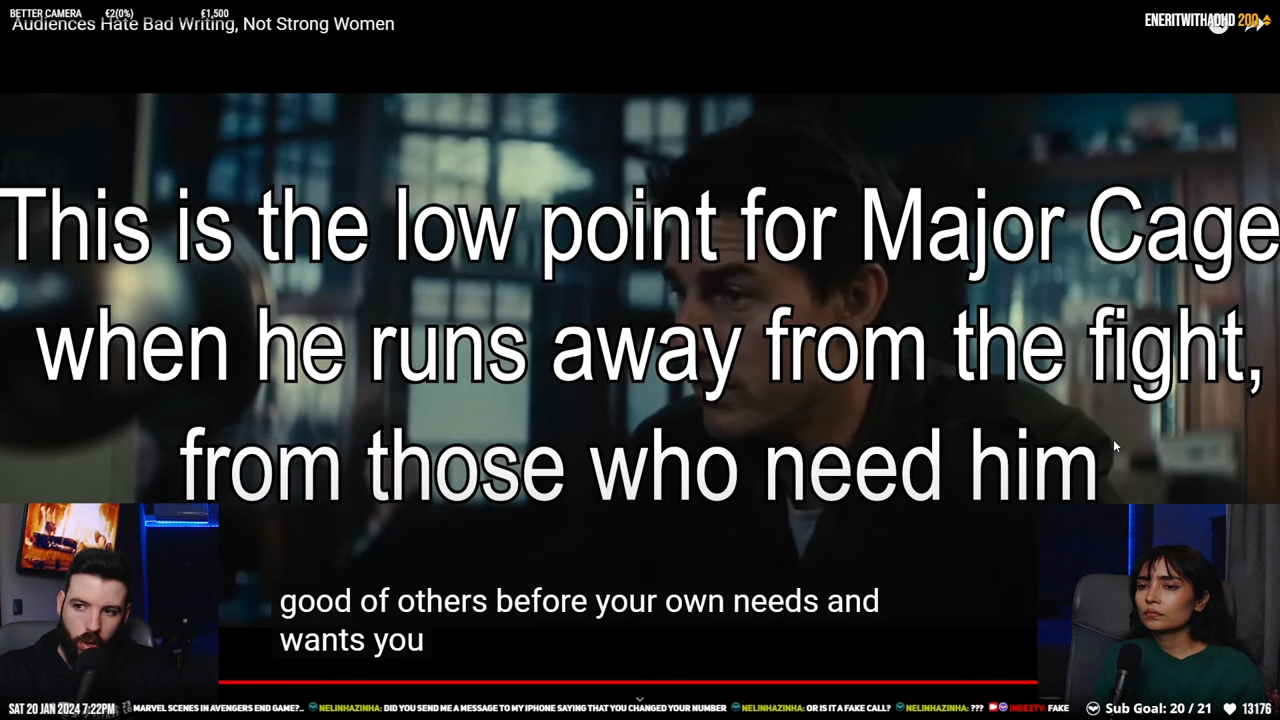 BETTER CAMERA €2(0%) €1,500
Audiences Hate Bad Writing, Not Strong Women
ENERITWITHADHD 200
This is the low point for Major Cage
when he runs away from the fight,
from those who need him
good of others before your own needs and
wants you
SAT 20 JAN 2024 7:22PM
MARVEL SCENES IN AVENGERS END GAME?.. NELINHAZINHA: DID YOU SEND ME A MESSAGE TO MY IPHONE SAYING THAT YOU CHANGED YOUR NUMBER NELINHAZINHA: OR IS IT A FAKE CALL? NELINHAZINHA: ??? INDEZTV: FAKE
Sub Goal: 20 / 21 13176